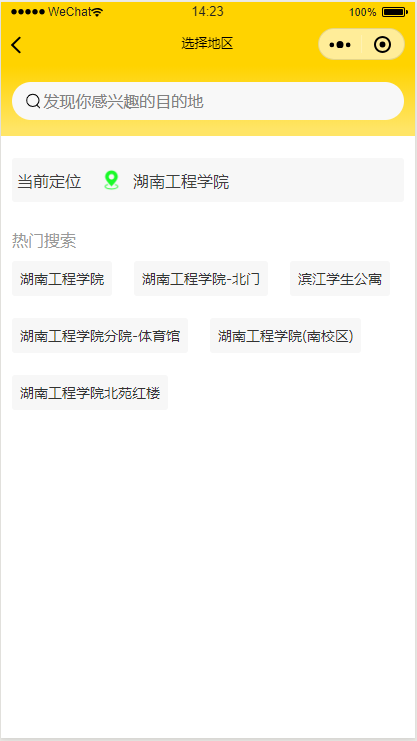 WeChat 14:23 100%
选择地区
发现你感兴趣的目的地
当前定位 湖南工程学院
热门搜索
湖南工程学院 湖南工程学院-北门 滨江学生公寓
湖南工程学院分院-体育馆 湖南工程学院(南校区)
湖南工程学院北苑红楼